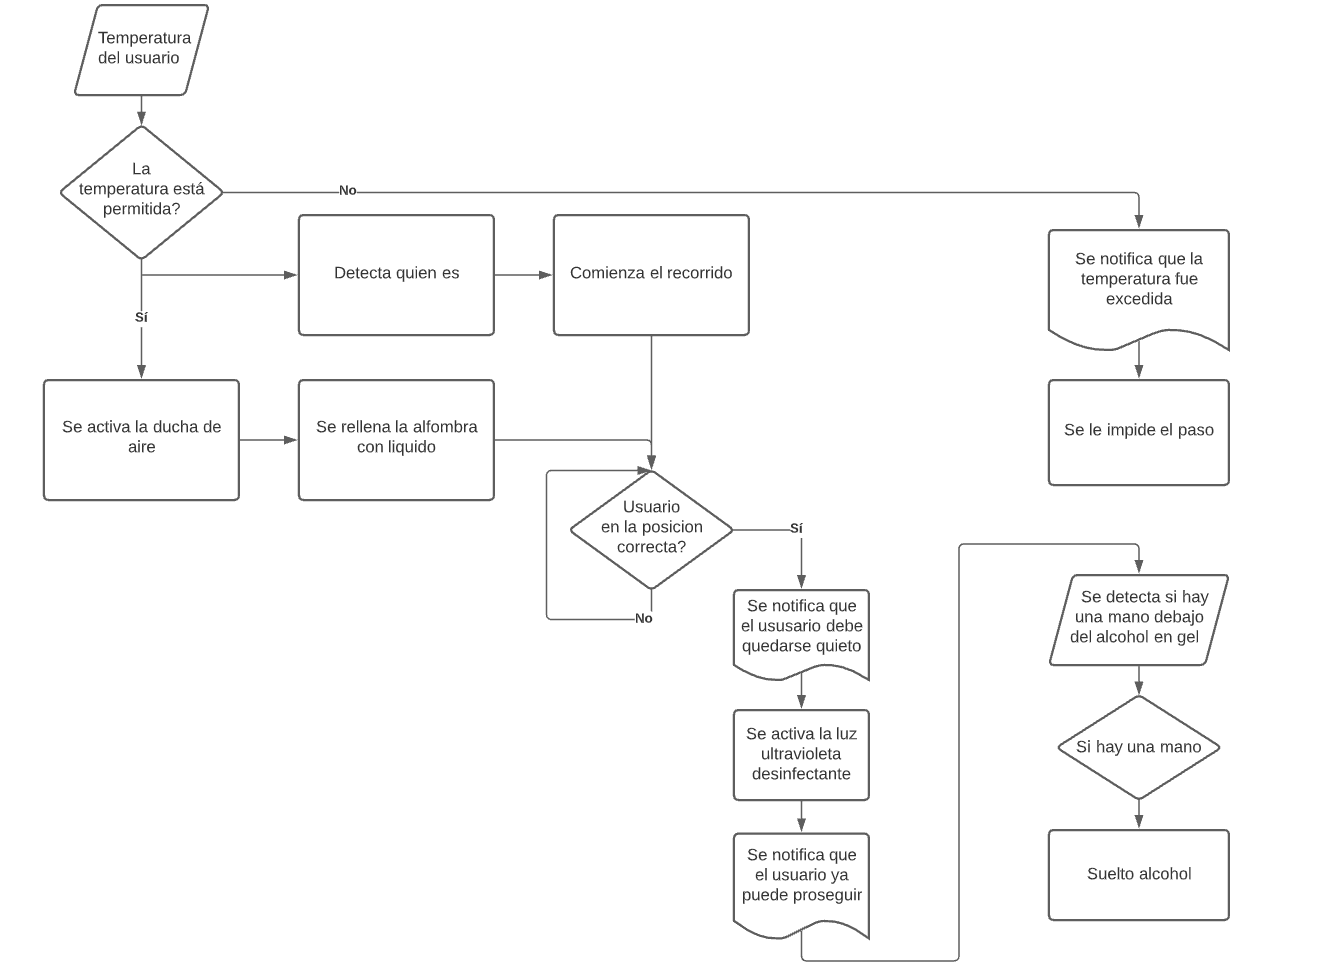 Temperatura
del usuario
La
temperatura está
permitida?
No
Detecta quien es
Comienza el recorrido
Se notifica que la
temperatura fue
excedida
Sí
Se activa la ducha de
aire
Se rellena la alfombra
con liquido
Se le impide el paso
Usuario
en la posicion
correcta?
Sí
No
Se notifica que
el ususario debe
quedarse quieto
Se activa la luz
ultravioleta
desinfectante
Se notifica que
el usuario ya
puede proseguir
Se detecta si hay
una mano debajo
del alcohol en gel
Si hay una mano
Suelto alcohol